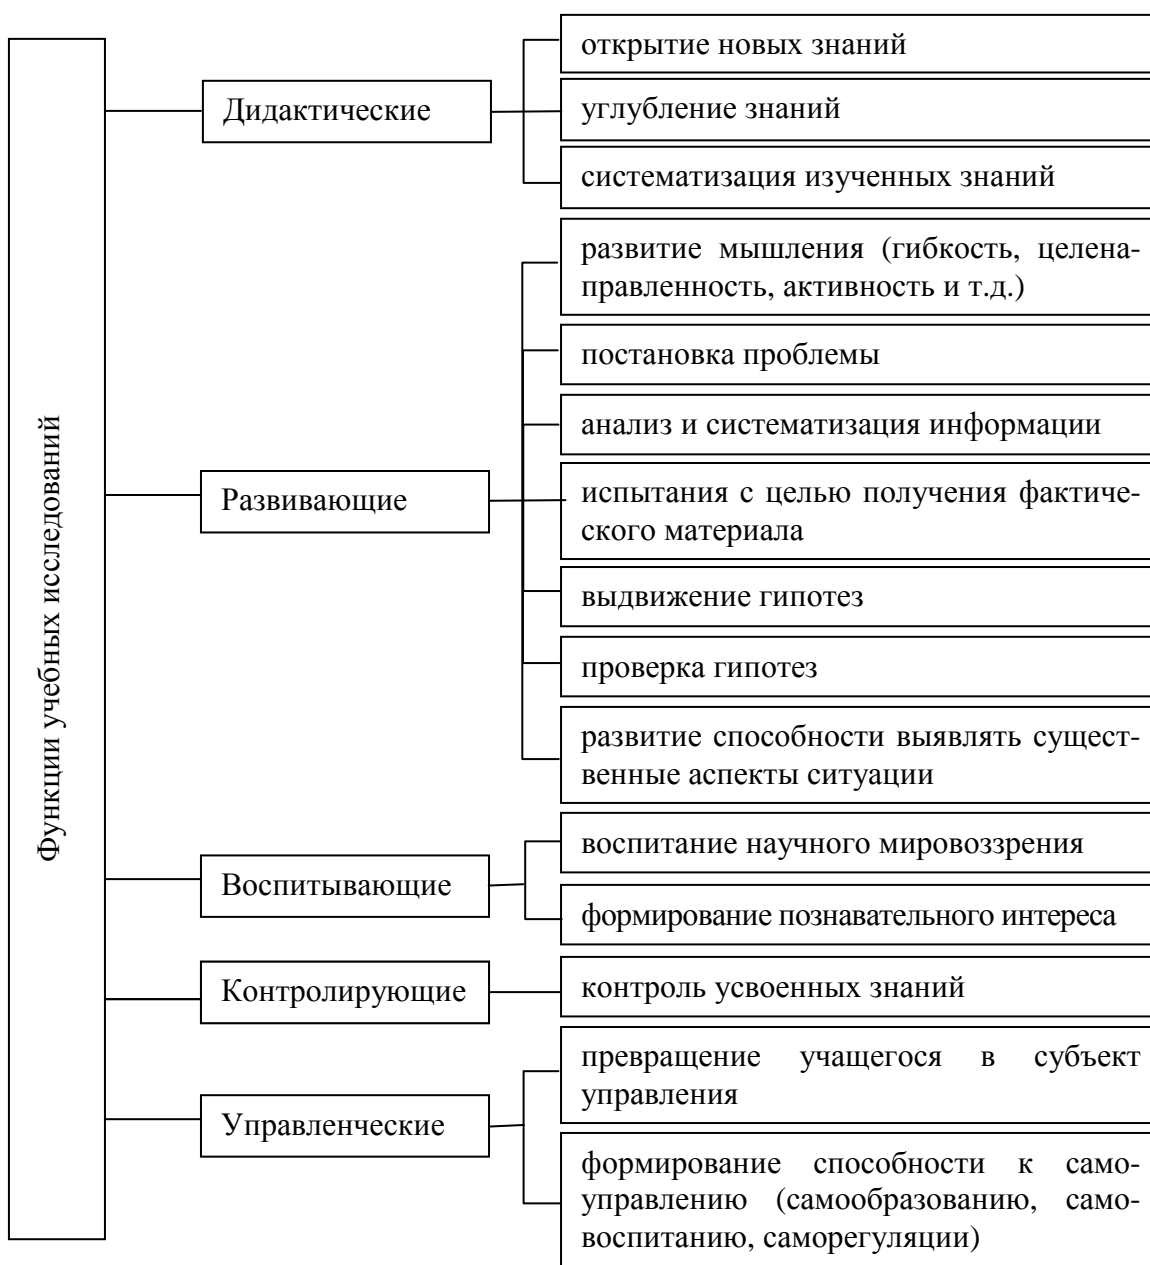 Функции учебных исследований
Дидактические
открытие новых знаний
углубление знаний
систематизация изученных знаний
Развивающие
развитие мышления (гибкость, целена-
правленность, активность и т.д.)
постановка проблемы
анализ и систематизация информации
испытания с целью получения фактиче-
ского материала
выдвижение гипотез
проверка гипотез
развитие способности выявлять сущест-
венные аспекты ситуации
Воспитывающие
воспитание научного мировоззрения
формирование познавательного интереса
Контролирующие
контроль усвоенных знаний
Управленческие
превращение учащегося в субъект
управления
формирование способности к само-
управлению (самообразованию, само-
воспитанию, саморегуляции)